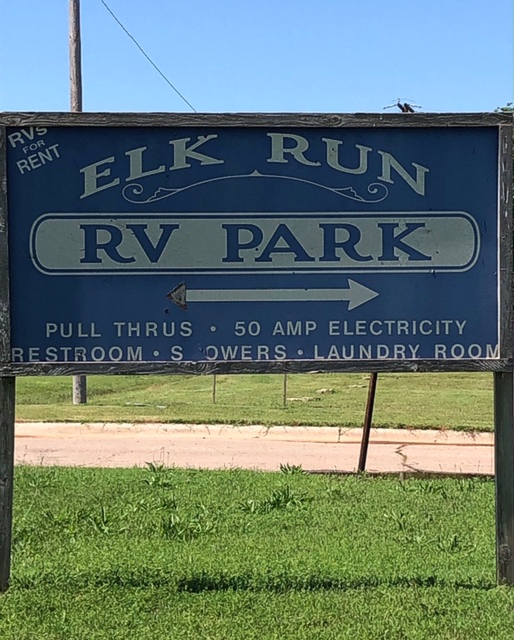 RVS
FOR
RENT
ELK RUN
RV PARK
PULL THRUS • 50 AMP ELECTRICITY
RESTROOM • S OWERS • LAUNDRY ROOM